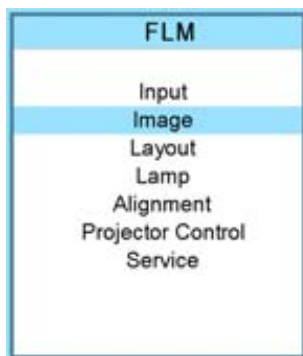 FLM
Input
Image
Layout
Lamp
Alignment
Projector Control
Service